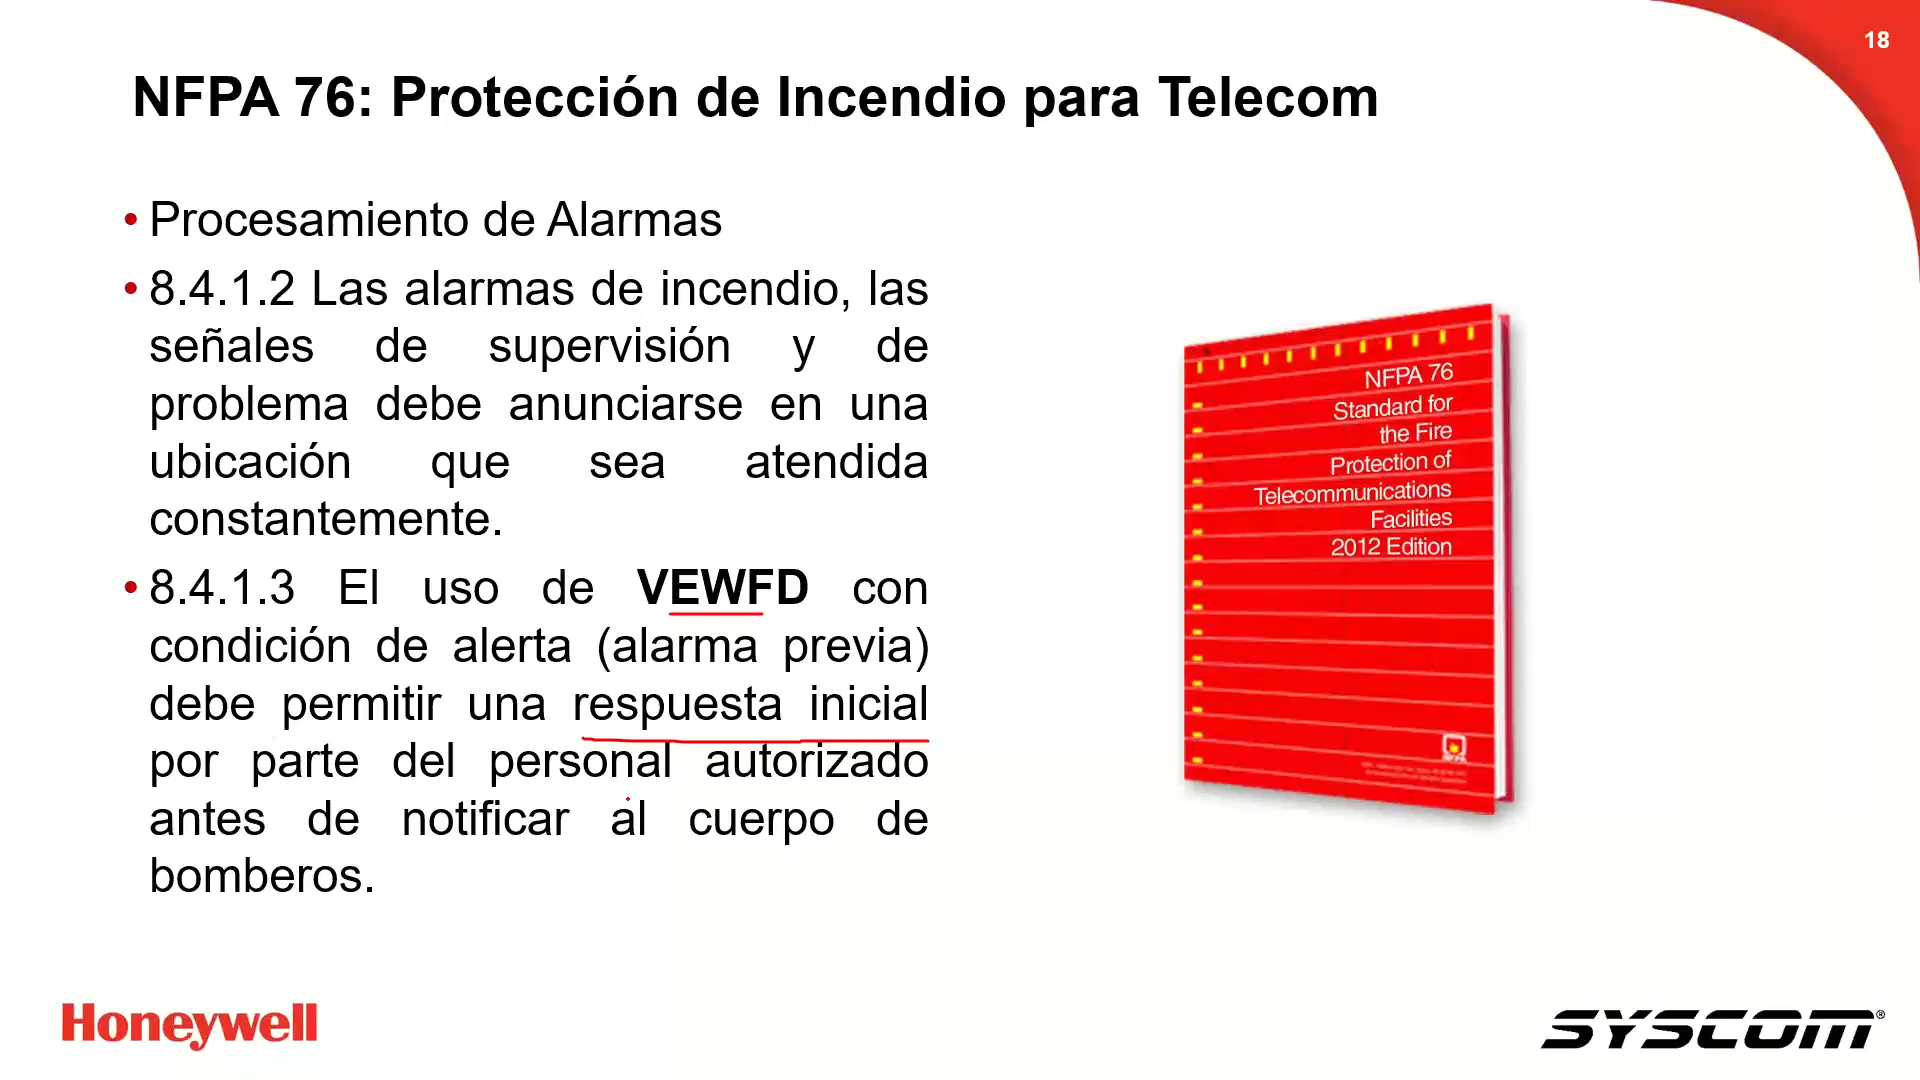 18
NFPA 76: Protección de Incendio para Telecom
• Procesamiento de Alarmas
• 8.4.1.2 Las alarmas de incendio, las
señales de supervisión y de
problema debe anunciarse en una
ubicación que sea atendida
constantemente.
• 8.4.1.3 El uso de VEWFD con
condición de alerta (alarma previa)
debe permitir una respuesta inicial
por parte del personal autorizado
antes de notificar al cuerpo de
bomberos.
NFPA 76
Standard for
the Fire
Protection of
Telecommunications
Facilities
2012 Edition
Honeywell
SYSCOM®